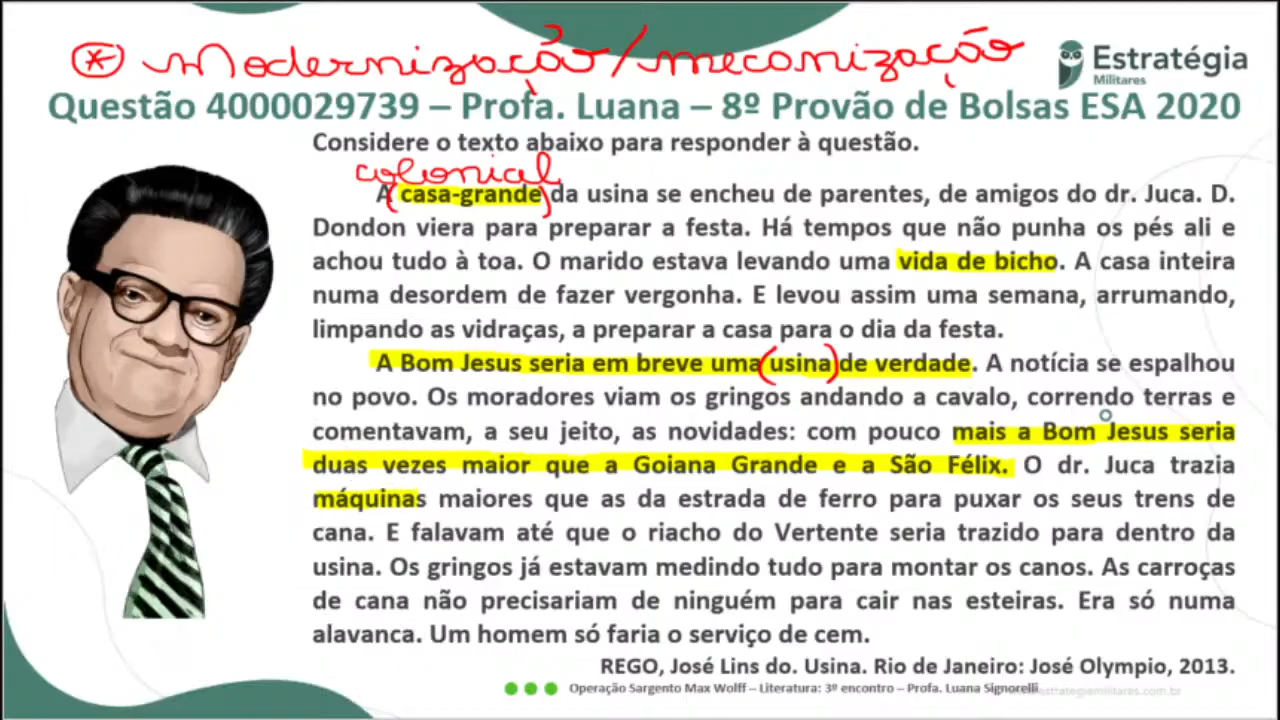 * Modernização / mecanização
Estratégia
Militares
Questão 4000029739 – Profa. Luana – 8º Provão de Bolsas ESA 2020
Considere o texto abaixo para responder à questão.
colonial
A (casa-grande) da usina se encheu de parentes, de amigos do dr. Juca. D.
Dondon viera para preparar a festa. Há tempos que não punha os pés ali e
achou tudo à toa. O marido estava levando uma vida de bicho. A casa inteira
numa desordem de fazer vergonha. E levou assim uma semana, arrumando,
limpando as vidraças, a preparar a casa para o dia da festa.
A Bom Jesus seria em breve uma (usina) de verdade. A notícia se espalhou
no povo. Os moradores viam os gringos andando a cavalo, correndo terras e
comentavam, a seu jeito, as novidades: com pouco mais a Bom Jesus seria
duas vezes maior que a Goiana Grande e a São Félix. O dr. Juca trazia
máquinas maiores que as da estrada de ferro para puxar os seus trens de
cana. E falavam até que o riacho do Vertente seria trazido para dentro da
usina. Os gringos já estavam medindo tudo para montar os canos. As carroças
de cana não precisariam de ninguém para cair nas esteiras. Era só numa
alavanca. Um homem só faria o serviço de cem.
REGO, José Lins do. Usina. Rio de Janeiro: José Olympio, 2013.
Operação Sargento Max Wolff – Literatura: 3º encontro – Profa. Luana Signorelli
estrategiamilitares.com.br